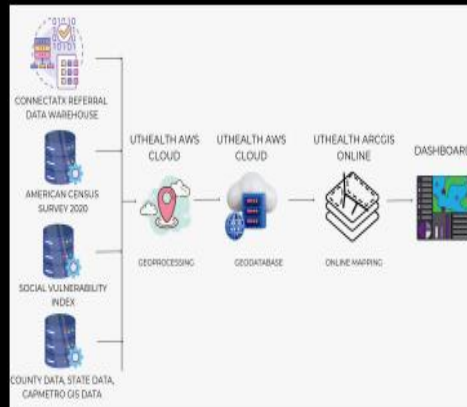 CONNECTATX REFERRAL
DATA WAREHOUSE
AMERICAN CENSUS
SURVEY 2020
SOCIAL VULNERABILITY
INDEX
COUNTY DATA, STATE DATA,
CAPMETRO GIS DATA
UTHEALTH AWS
CLOUD
GEOPROCESSING
UTHEALTH AWS
CLOUD
GEODATABASE
UTHEALTH ARCGIS
ONLINE
ONLINE MAPPING
DASHBOARD